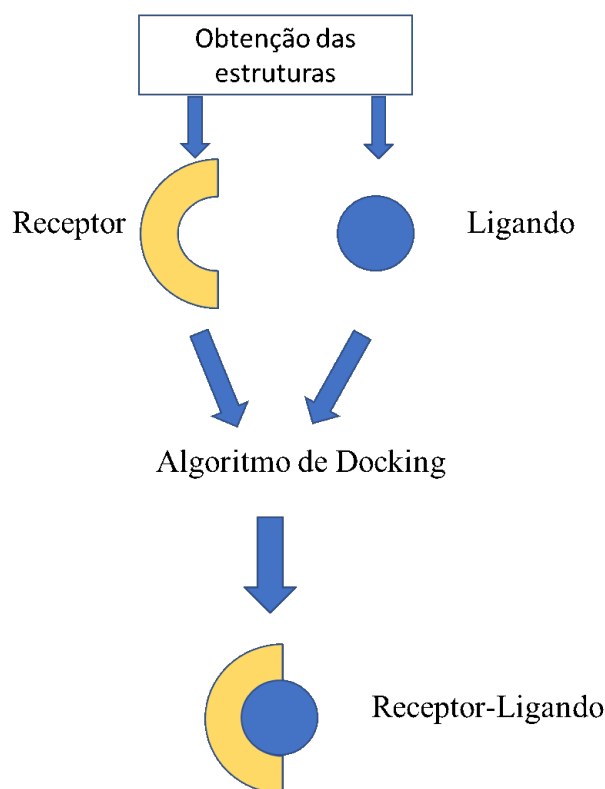 Obtenção das
estruturas
Receptor
Ligando
Algoritmo de Docking
Receptor-Ligando